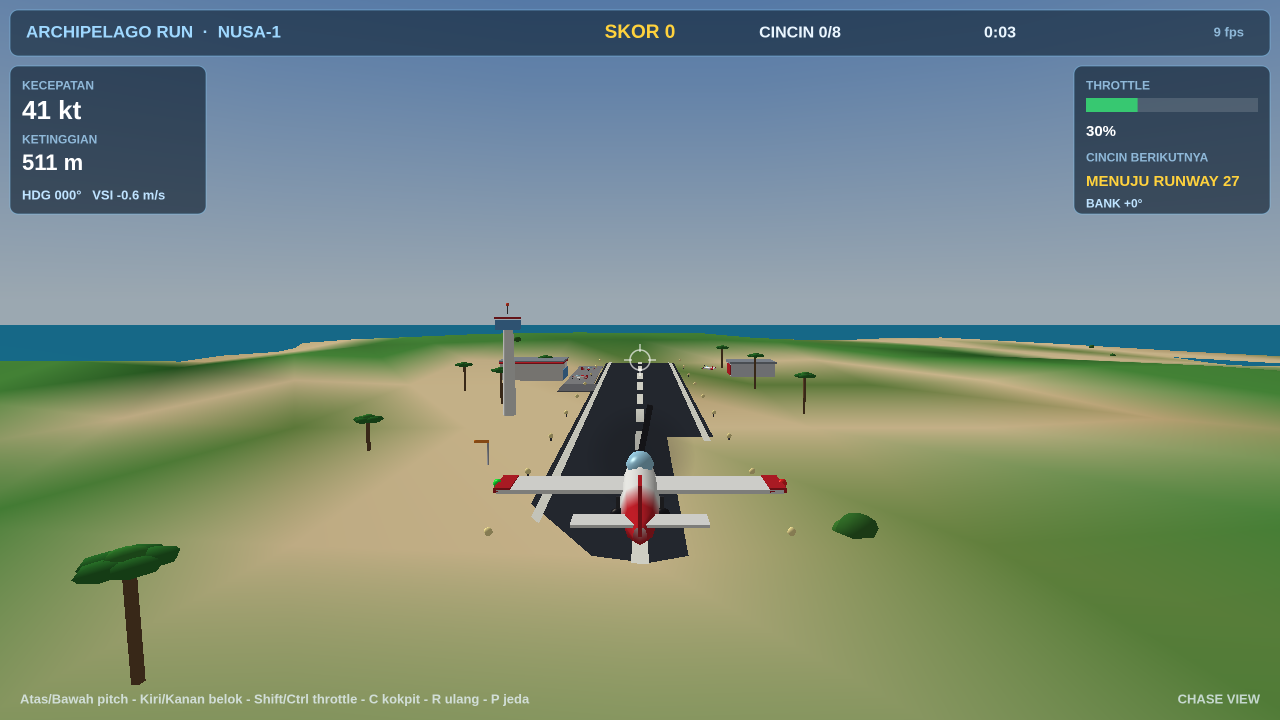 ARCHIPELAGO RUN · NUSA-1
SKOR 0
CINCIN 0/8
0:03
9 fps
KECEPATAN
41 kt
KETINGGIAN
511 m
HDG 000° VSI -0.6 m/s
THROTTLE
30%
CINCIN BERIKUTNYA
MENUJU RUNWAY 27
BANK +0°
Atas/Bawah pitch - Kiri/Kanan belok - Shift/Ctrl throttle - C kokpit - R ulang - P jeda
CHASE VIEW